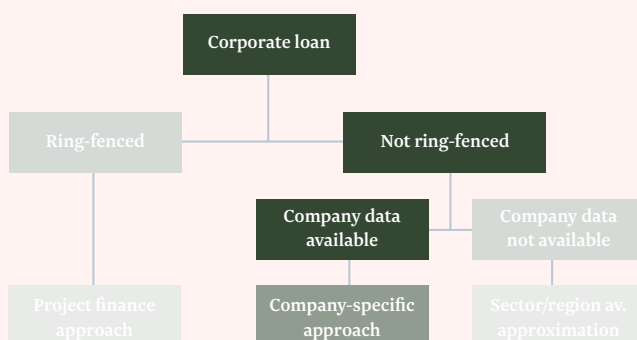 Corporate loan
Ring-fenced
Not ring-fenced
Company data
available
Company data
not available
Project finance
approach
Company-specific
approach
Sector/region av.
approximation